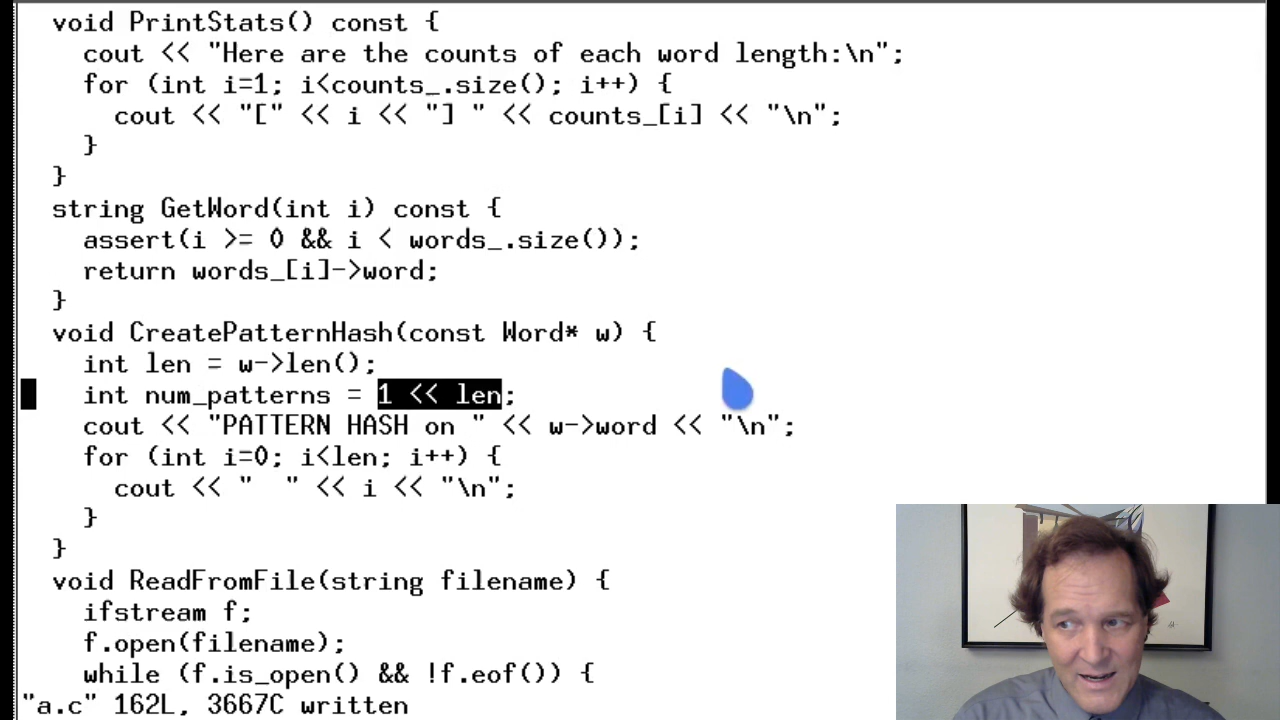 void PrintStats() const {
cout << "Here are the counts of each word length:\n";
for (int i=1; i<counts_.size(); i++) {
cout << "[" << i << "] " << counts_[i] << "\n";
}
}
string GetWord(int i) const {
assert(i >= 0 && i < words_.size());
return words_[i]->word;
}
void CreatePatternHash(const Word* w) {
int len = w->len();
int num_patterns = 1 << len;
cout << "PATTERN HASH on " << w->word << "\n";
for (int i=0; i<len; i++) {
cout << "  " << i << "\n";
}
}
void ReadFromFile(string filename) {
ifstream f;
f.open(filename);
while (f.is_open() && !f.eof()) {
"a.c" 162L, 3667C written